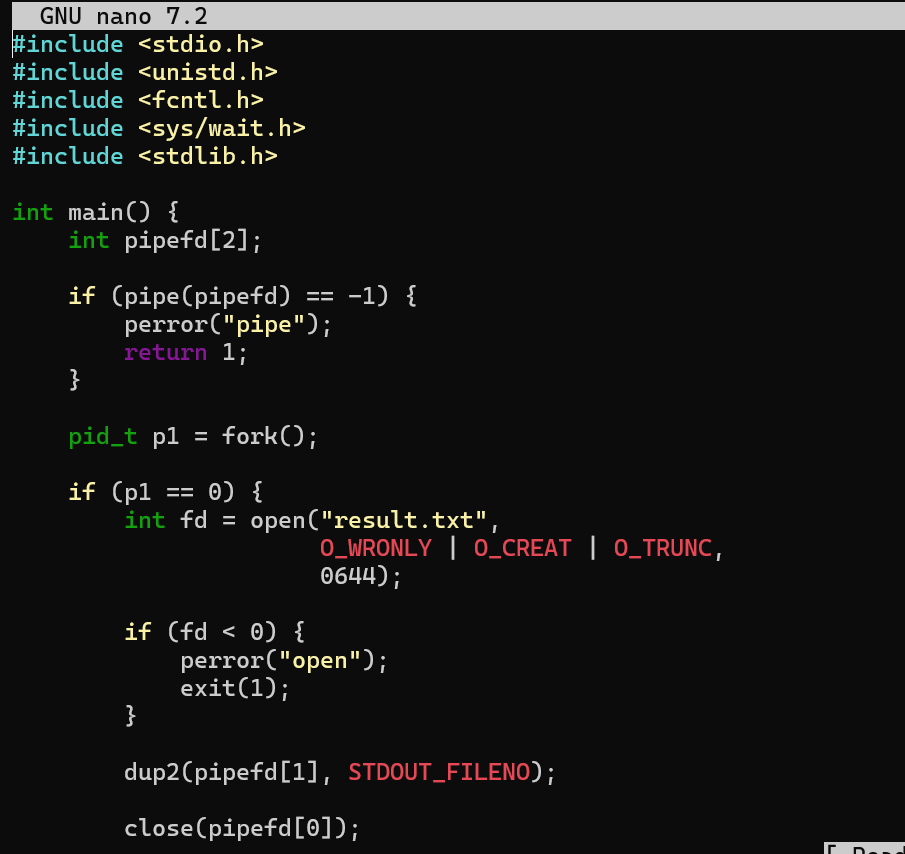 GNU nano 7.2
#include <stdio.h>
#include <unistd.h>
#include <fcntl.h>
#include <sys/wait.h>
#include <stdlib.h>
int main() {
int pipefd[2];
if (pipe(pipefd) == -1) {
perror("pipe");
return 1;
}
pid_t p1 = fork();
if (p1 == 0) {
int fd = open("result.txt",
O_WRONLY | O_CREAT | O_TRUNC,
0644);
if (fd < 0) {
perror("open");
exit(1);
}
dup2(pipefd[1], STDOUT_FILENO);
close(pipefd[0]);